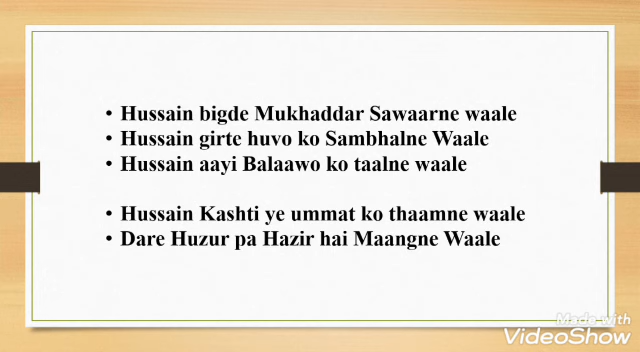 • Hussain bigde Mukhaddar Sawaarne waale
• Hussain girte huvo ko Sambhalne Waale
• Hussain aayi Balaawo ko taalne waale
• Hussain Kashti ye ummat ko thaamne waale
• Dare Huzur pa Hazir hai Maangne Waale
Made with
VideoShow